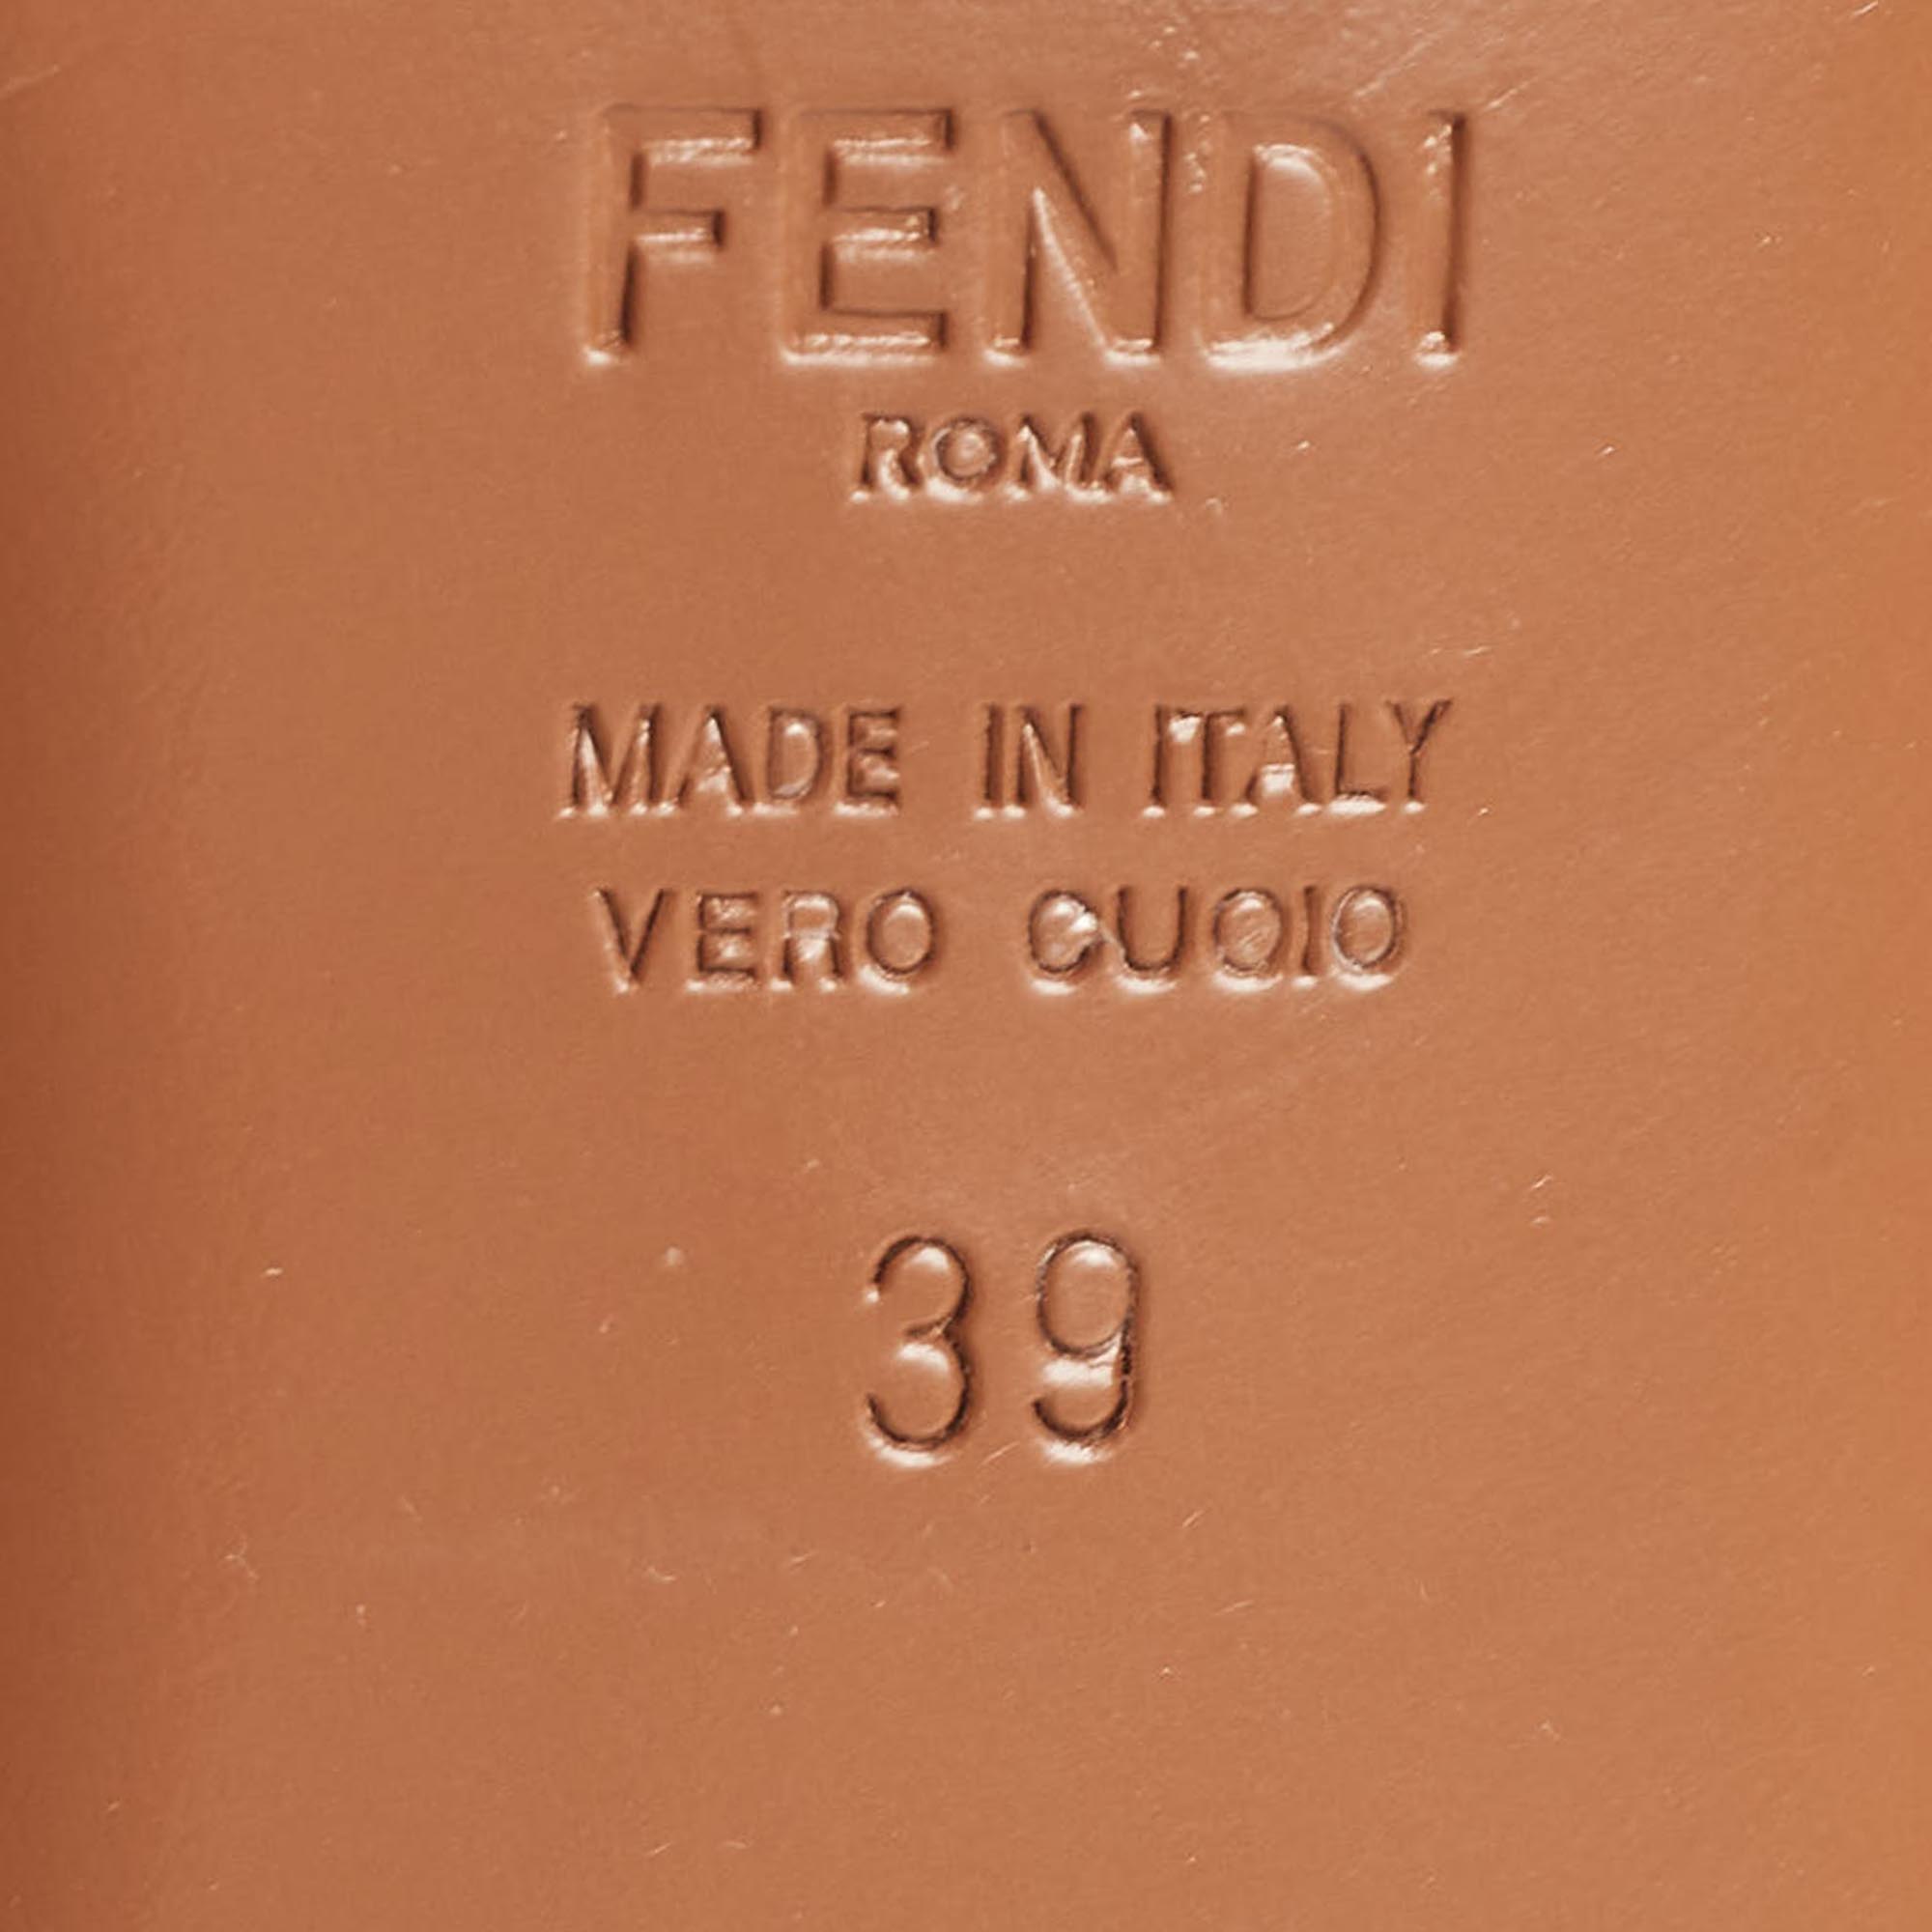 FENDI
ROMA
MADE IN ITALY
VERO CUOIO
39